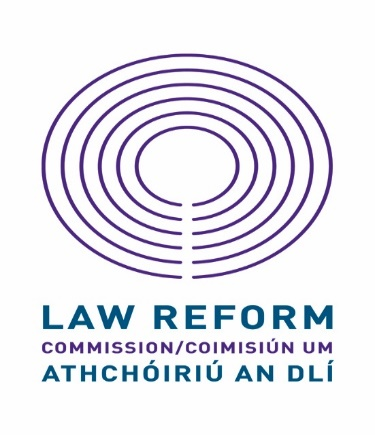 LAW REFORM
COMMISSION/COIMISIÚN UM
ATHCHÓIRIÚ AN DLÍ